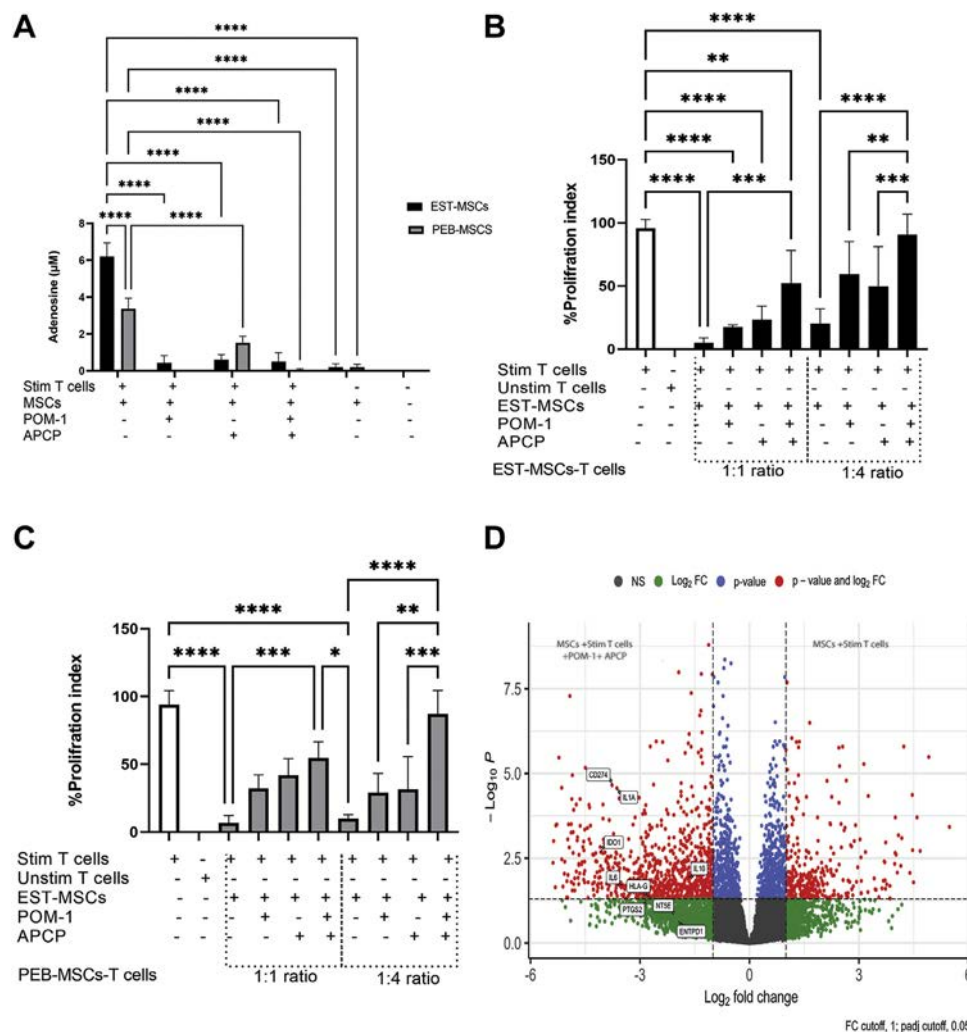 A
****
****
****
****
****
****
****
****
EST-MSCs
PEB-MSCS
Adenosine (µM)
8
6
4
2
0
Stim T cells + + + + + - -
MSCs + + + + - + -
POM-1 - + - + - - -
APCP - - + + - - -
B
****
**
****
****
****
***
****
**
***
%Prolifration index
150
100
50
0
Stim T cells + - + + + + + + + +
Unstim T cells - + - - - - - - - -
EST-MSCs - - + + + + + + + +
POM-1 - - - + - + - + - +
APCP - - - - + + - - + +
1:1 ratio 1:4 ratio
EST-MSCs-T cells
C
****
****
**
****
***
*
***
%Prolifration index
150
100
50
0
Stim T cells + - + + + + + + + +
Unstim T cells - + - - - - - - - -
EST-MSCs - - + + + + + + + +
POM-1 - - - + - + - + - +
APCP - - - - + + - - + +
1:1 ratio 1:4 ratio
PEB-MSCs-T cells
D
NS Log₂ FC p-value p – value and log₂ FC
MSCs +Stim T cells
+POM-1+ APCP
MSCs +Stim T cells
– Log₁₀ P
7.5
5.0
2.5
0.0
CD274
IL1A
IDO1
IL10
IL6
HLA-G
PTGS2
NT5E
ENTPD1
-6 -3 0 3 6
Log₂ fold change
FC cutoff, 1; padj cutoff, 0.05